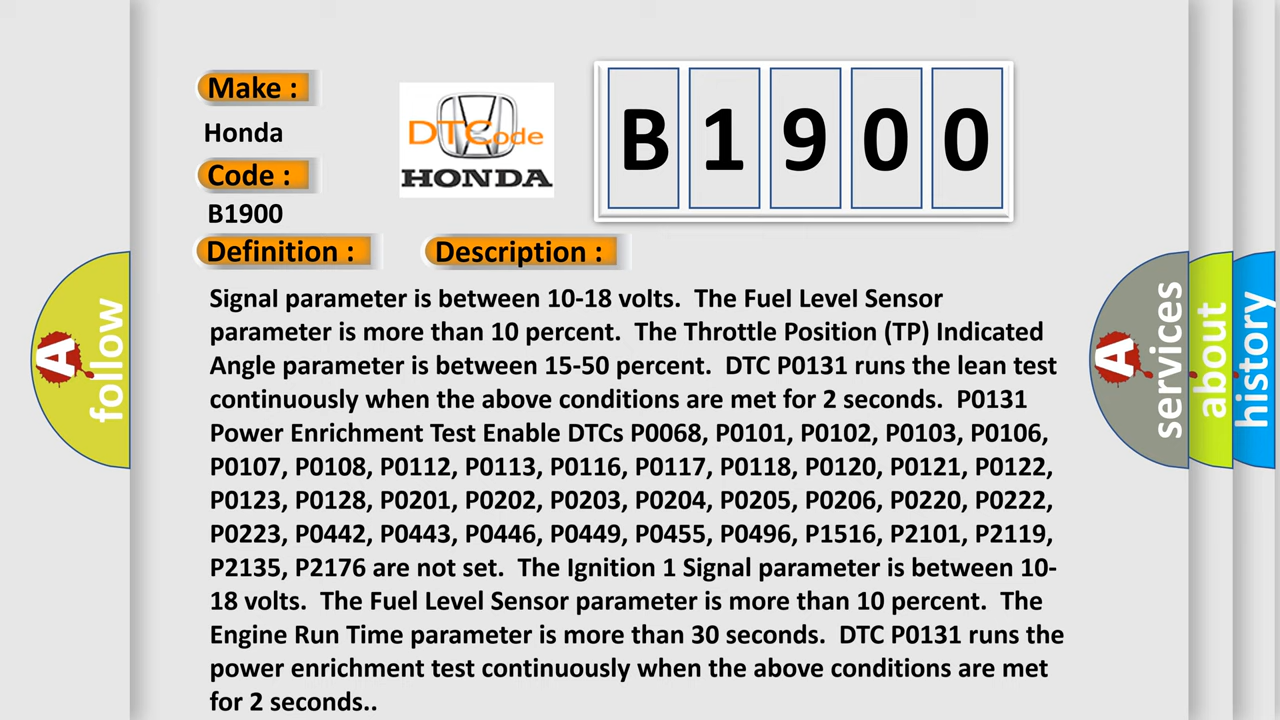 Make :
Honda
Code :
B1900
DTCode
HONDA
B 1 9 0 0
Definition :
Description :
Signal parameter is between 10-18 volts. The Fuel Level Sensor
parameter is more than 10 percent. The Throttle Position (TP) Indicated
Angle parameter is between 15-50 percent. DTC P0131 runs the lean test
continuously when the above conditions are met for 2 seconds. P0131
Power Enrichment Test Enable DTCs P0068, P0101, P0102, P0103, P0106,
P0107, P0108, P0112, P0113, P0116, P0117, P0118, P0120, P0121, P0122,
P0123, P0128, P0201, P0202, P0203, P0204, P0205, P0206, P0220, P0222,
P0223, P0442, P0443, P0446, P0449, P0455, P0496, P1516, P2101, P2119,
P2135, P2176 are not set. The Ignition 1 Signal parameter is between 10-
18 volts. The Fuel Level Sensor parameter is more than 10 percent. The
Engine Run Time parameter is more than 30 seconds. DTC P0131 runs the
power enrichment test continuously when the above conditions are met
for 2 seconds..
A
follow
A
services
about
history